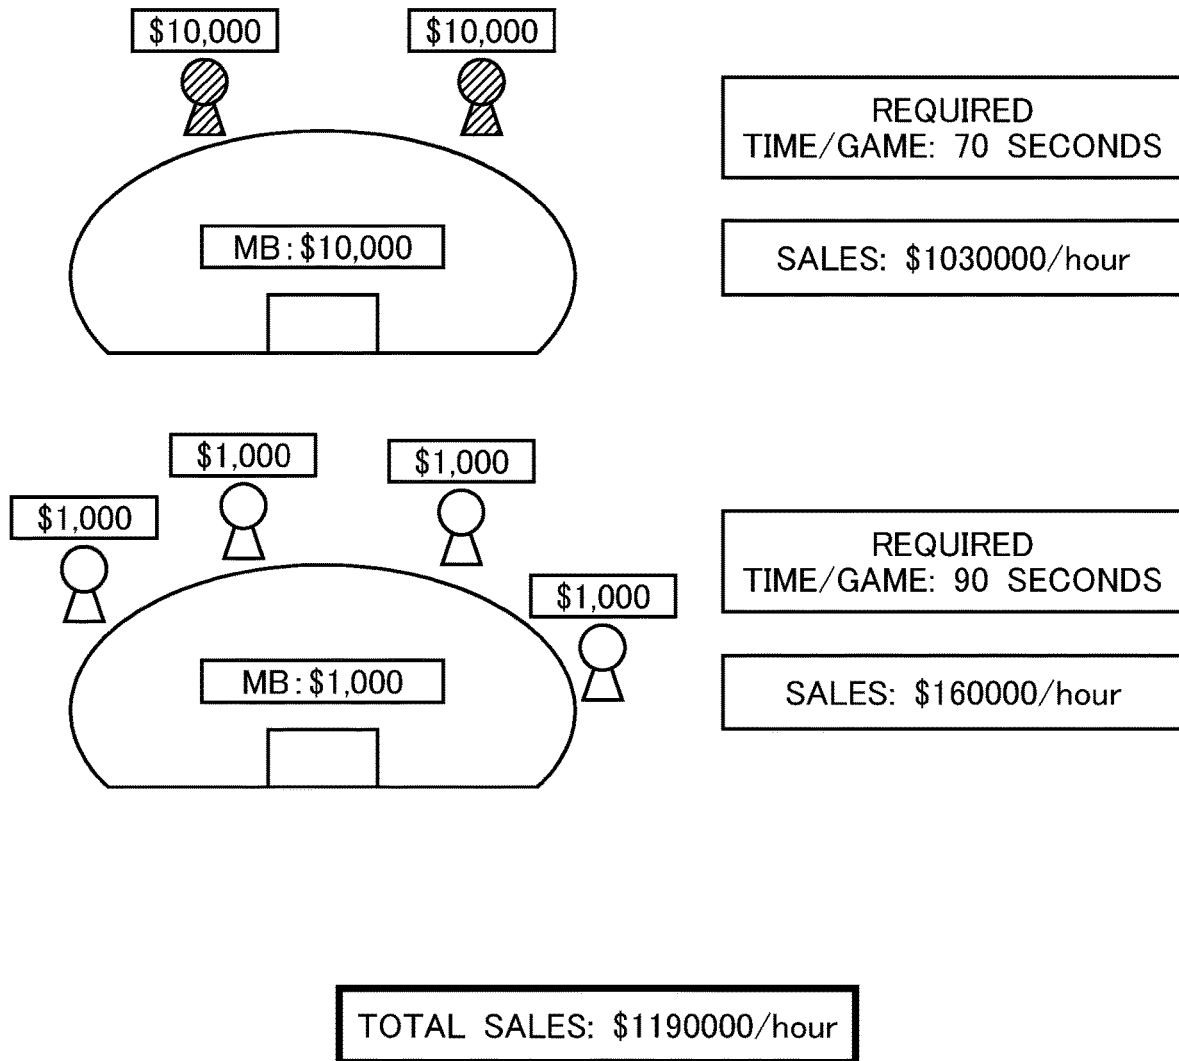 $10,000
$10,000
REQUIRED
TIME/GAME: 70 SECONDS
MB:$10,000
SALES: $1030000/hour
$1,000
$1,000
$1,000
$1,000
REQUIRED
TIME/GAME: 90 SECONDS
MB:$1,000
SALES: $160000/hour
TOTAL SALES: $1190000/hour